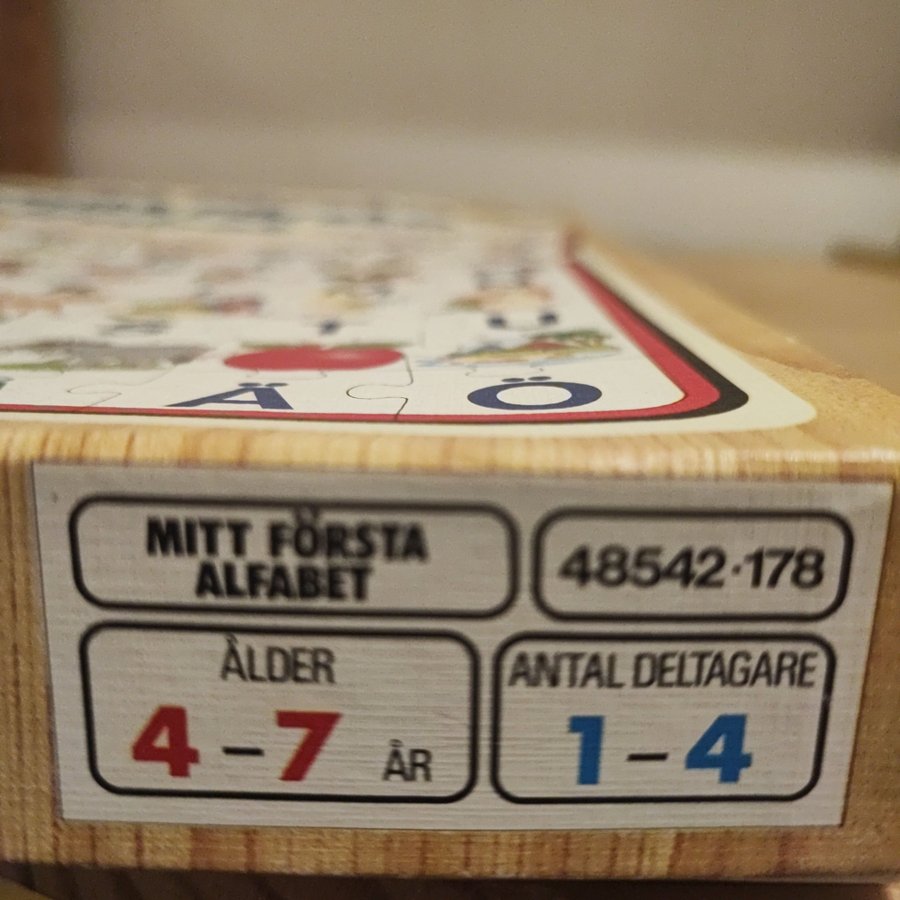 Ä Ö
MITT FÖRSTA
ALFABET
48542·178
ÅLDER
4–7 ÅR
ANTAL DELTAGARE
1–4